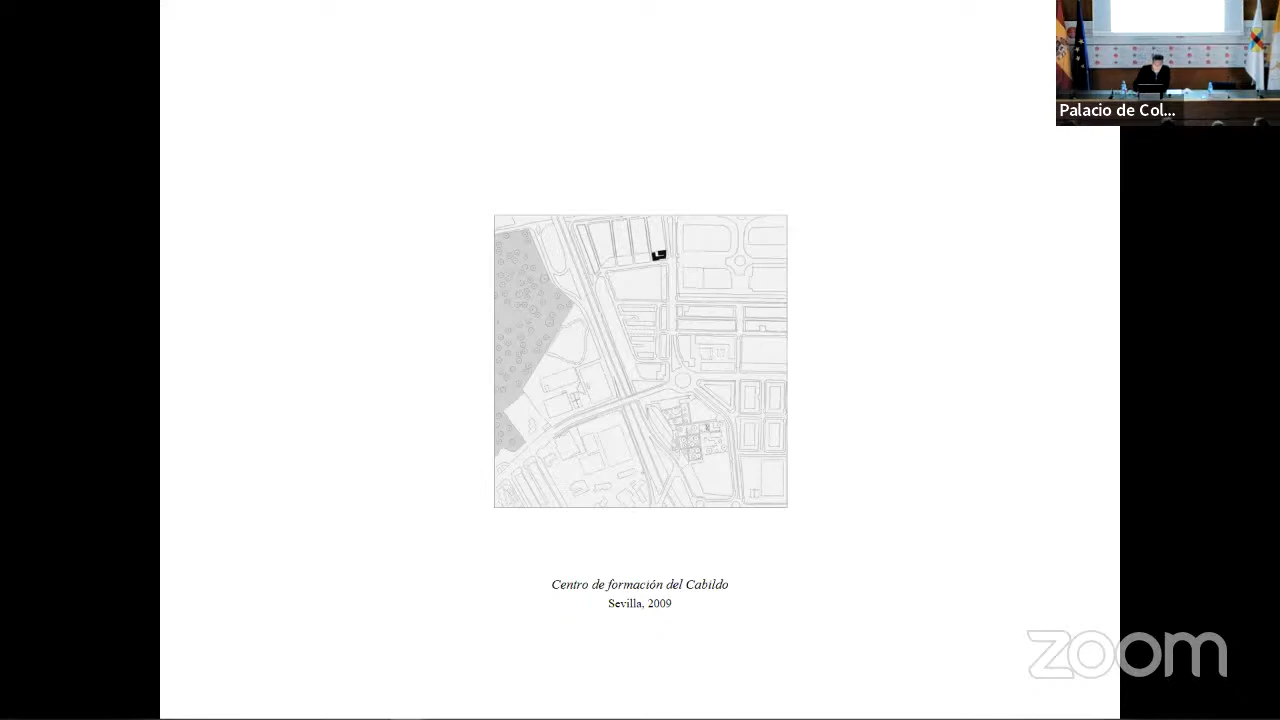 Palacio de Col...
Centro de formación del Cabildo
Sevilla, 2009
zoom